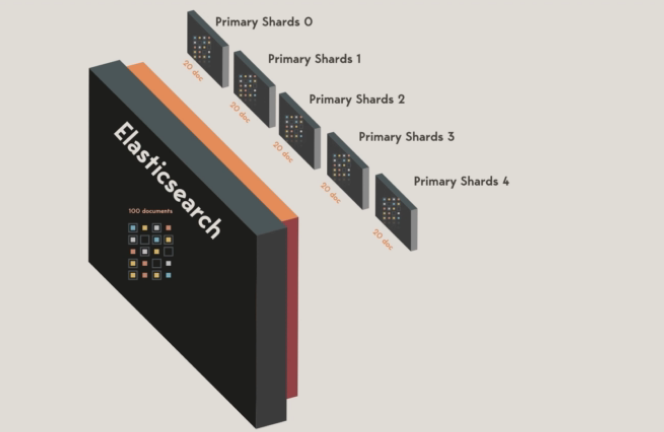 Primary Shards 0
20 doc
Primary Shards 1
20 doc
Primary Shards 2
20 doc
Primary Shards 3
20 doc
Primary Shards 4
20 doc
Elasticsearch
100 documents